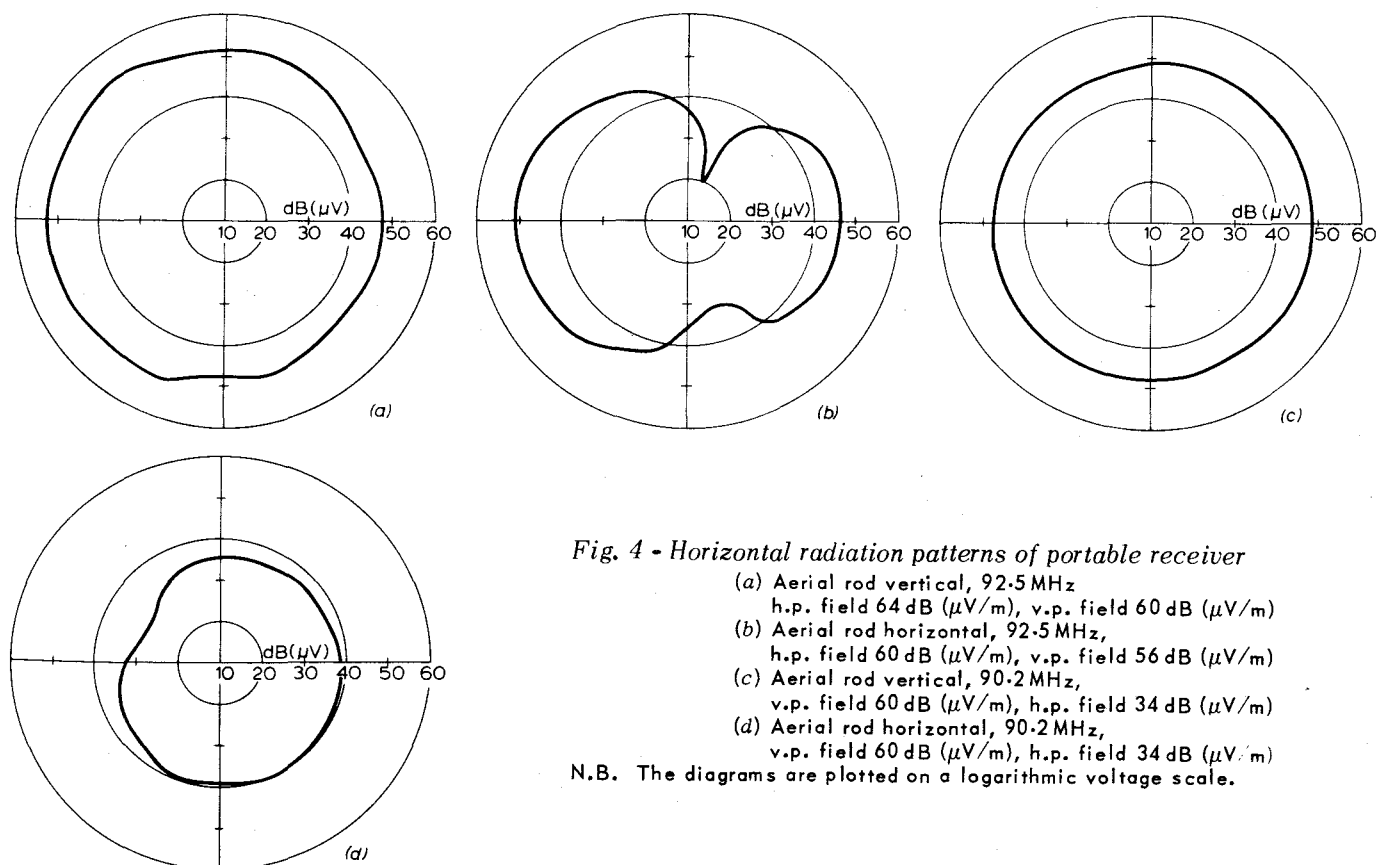 dB(μV)
10 20 30 40 50 60
(a)
dB(μV)
10 20 30 40 50 60
(b)
dB(μV)
10 20 30 40 50 60
(c)
dB(μV)
10 20 30 40 50 60
(d)
Fig. 4 - Horizontal radiation patterns of portable receiver
(a) Aerial rod vertical, 92·5 MHz
h.p. field 64 dB (μV/m), v.p. field 60 dB (μV/m)
(b) Aerial rod horizontal, 92·5 MHz,
h.p. field 60 dB (μV/m), v.p. field 56 dB (μV/m)
(c) Aerial rod vertical, 90·2 MHz,
v.p. field 60 dB (μV/m), h.p. field 34 dB (μV/m)
(d) Aerial rod horizontal, 90·2 MHz,
v.p. field 60 dB (μV/m), h.p. field 34 dB (μV/m)
N.B. The diagrams are plotted on a logarithmic voltage scale.